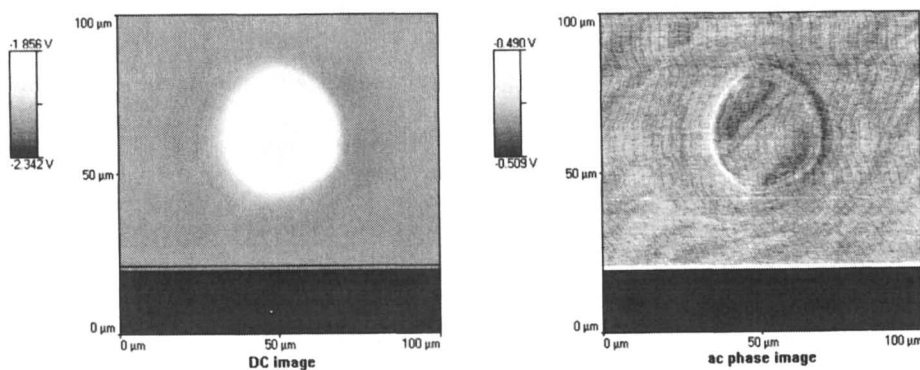 100 µm
-1.856 V
-2.342 V
50 µm
0 µm
0 µm
50 µm
100 µm
DC image
100 µm
-0.490 V
-0.509 V
50 µm
0 µm
0 µm
50 µm
100 µm
ac phase image